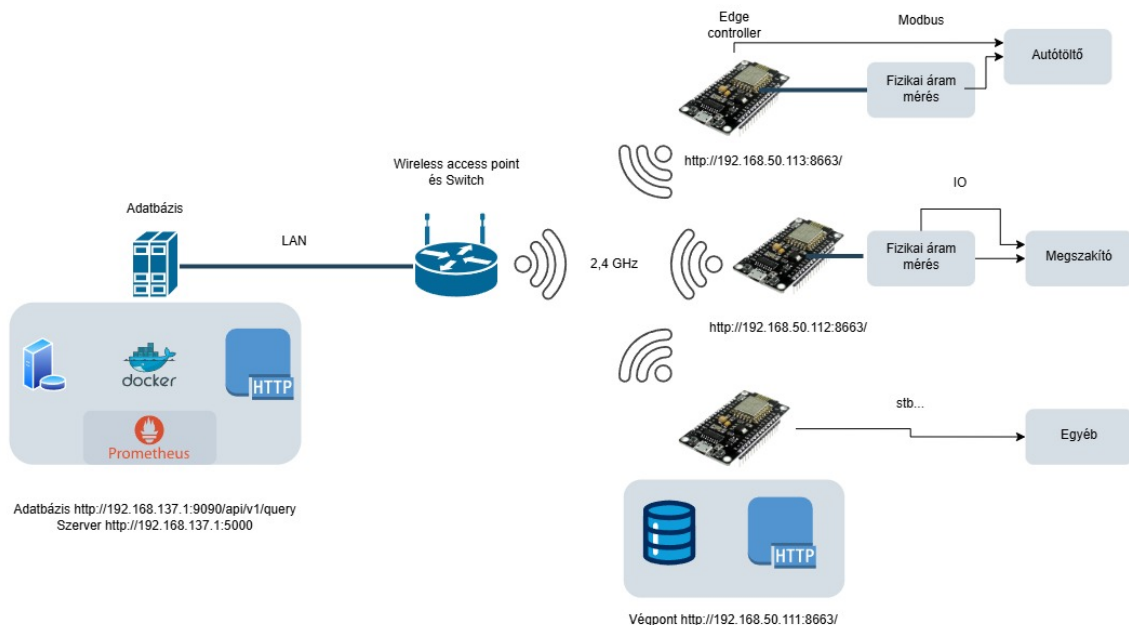 Edge
controller
Modbus
Autótöltő
Fizikai áram
mérés
http://192.168.50.113:8663/
Wireless access point
és Switch
Adatbázis
LAN
2,4 GHz
IO
Fizikai áram
mérés
Megszakító
http://192.168.50.112:8663/
docker
HTTP
Prometheus
stb...
Egyéb
HTTP
Adatbázis http://192.168.137.1:9090/api/v1/query
Szerver http://192.168.137.1:5000
Végpont http://192.168.50.111:8663/